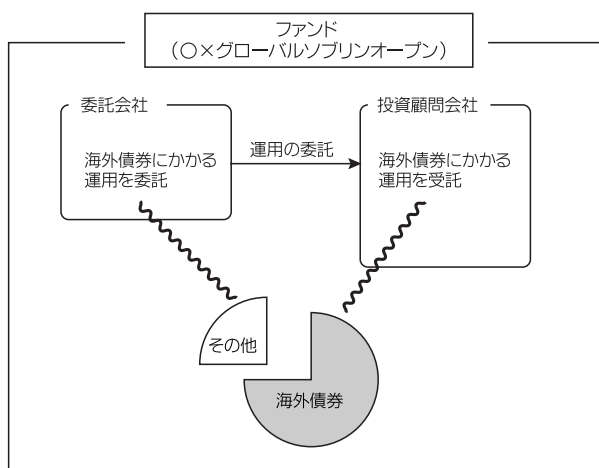 ファンド
(○×グローバルソブリンオープン)
委託会社
海外債券にかかる
運用を委託
運用の委託
投資顧問会社
海外債券にかかる
運用を受託
その他
海外債券